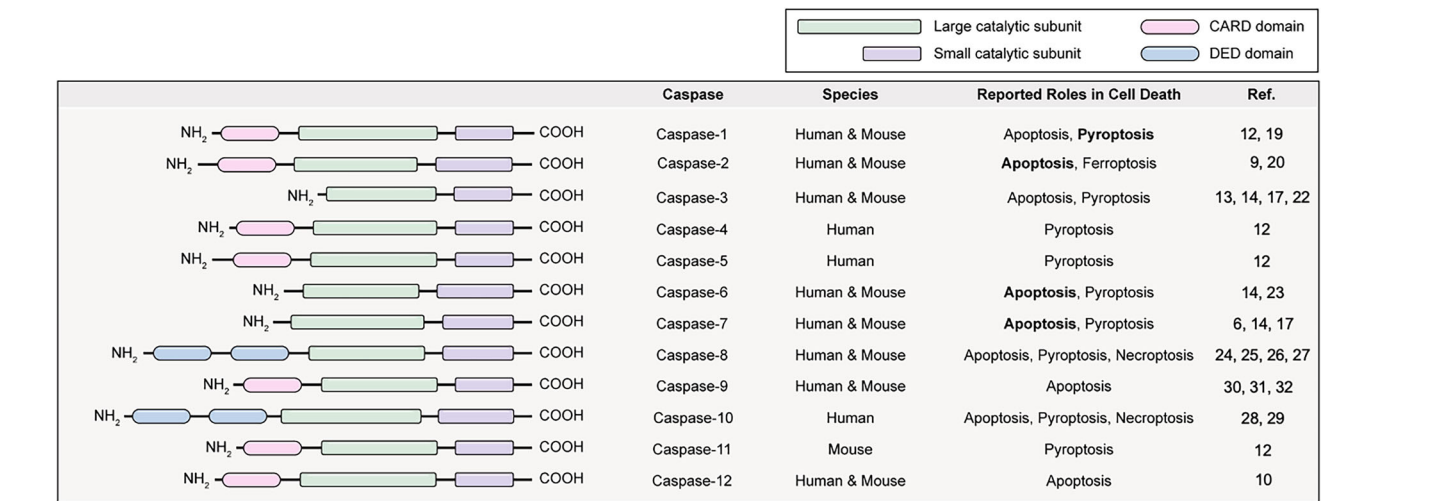 Large catalytic subunit CARD domain
Small catalytic subunit DED domain
Caspase Species Reported Roles in Cell Death Ref.
NH2 COOH Caspase-1 Human & Mouse Apoptosis, Pyroptosis 12, 19
NH2 COOH Caspase-2 Human & Mouse Apoptosis, Ferroptosis 9, 20
NH2 COOH Caspase-3 Human & Mouse Apoptosis, Pyroptosis 13, 14, 17, 22
NH2 COOH Caspase-4 Human Pyroptosis 12
NH2 COOH Caspase-5 Human Pyroptosis 12
NH2 COOH Caspase-6 Human & Mouse Apoptosis, Pyroptosis 14, 23
NH2 COOH Caspase-7 Human & Mouse Apoptosis, Pyroptosis 6, 14, 17
NH2 COOH Caspase-8 Human & Mouse Apoptosis, Pyroptosis, Necroptosis 24, 25, 26, 27
NH2 COOH Caspase-9 Human & Mouse Apoptosis 30, 31, 32
NH2 COOH Caspase-10 Human Apoptosis, Pyroptosis, Necroptosis 28, 29
NH2 COOH Caspase-11 Mouse Pyroptosis 12
NH2 COOH Caspase-12 Human & Mouse Apoptosis 10